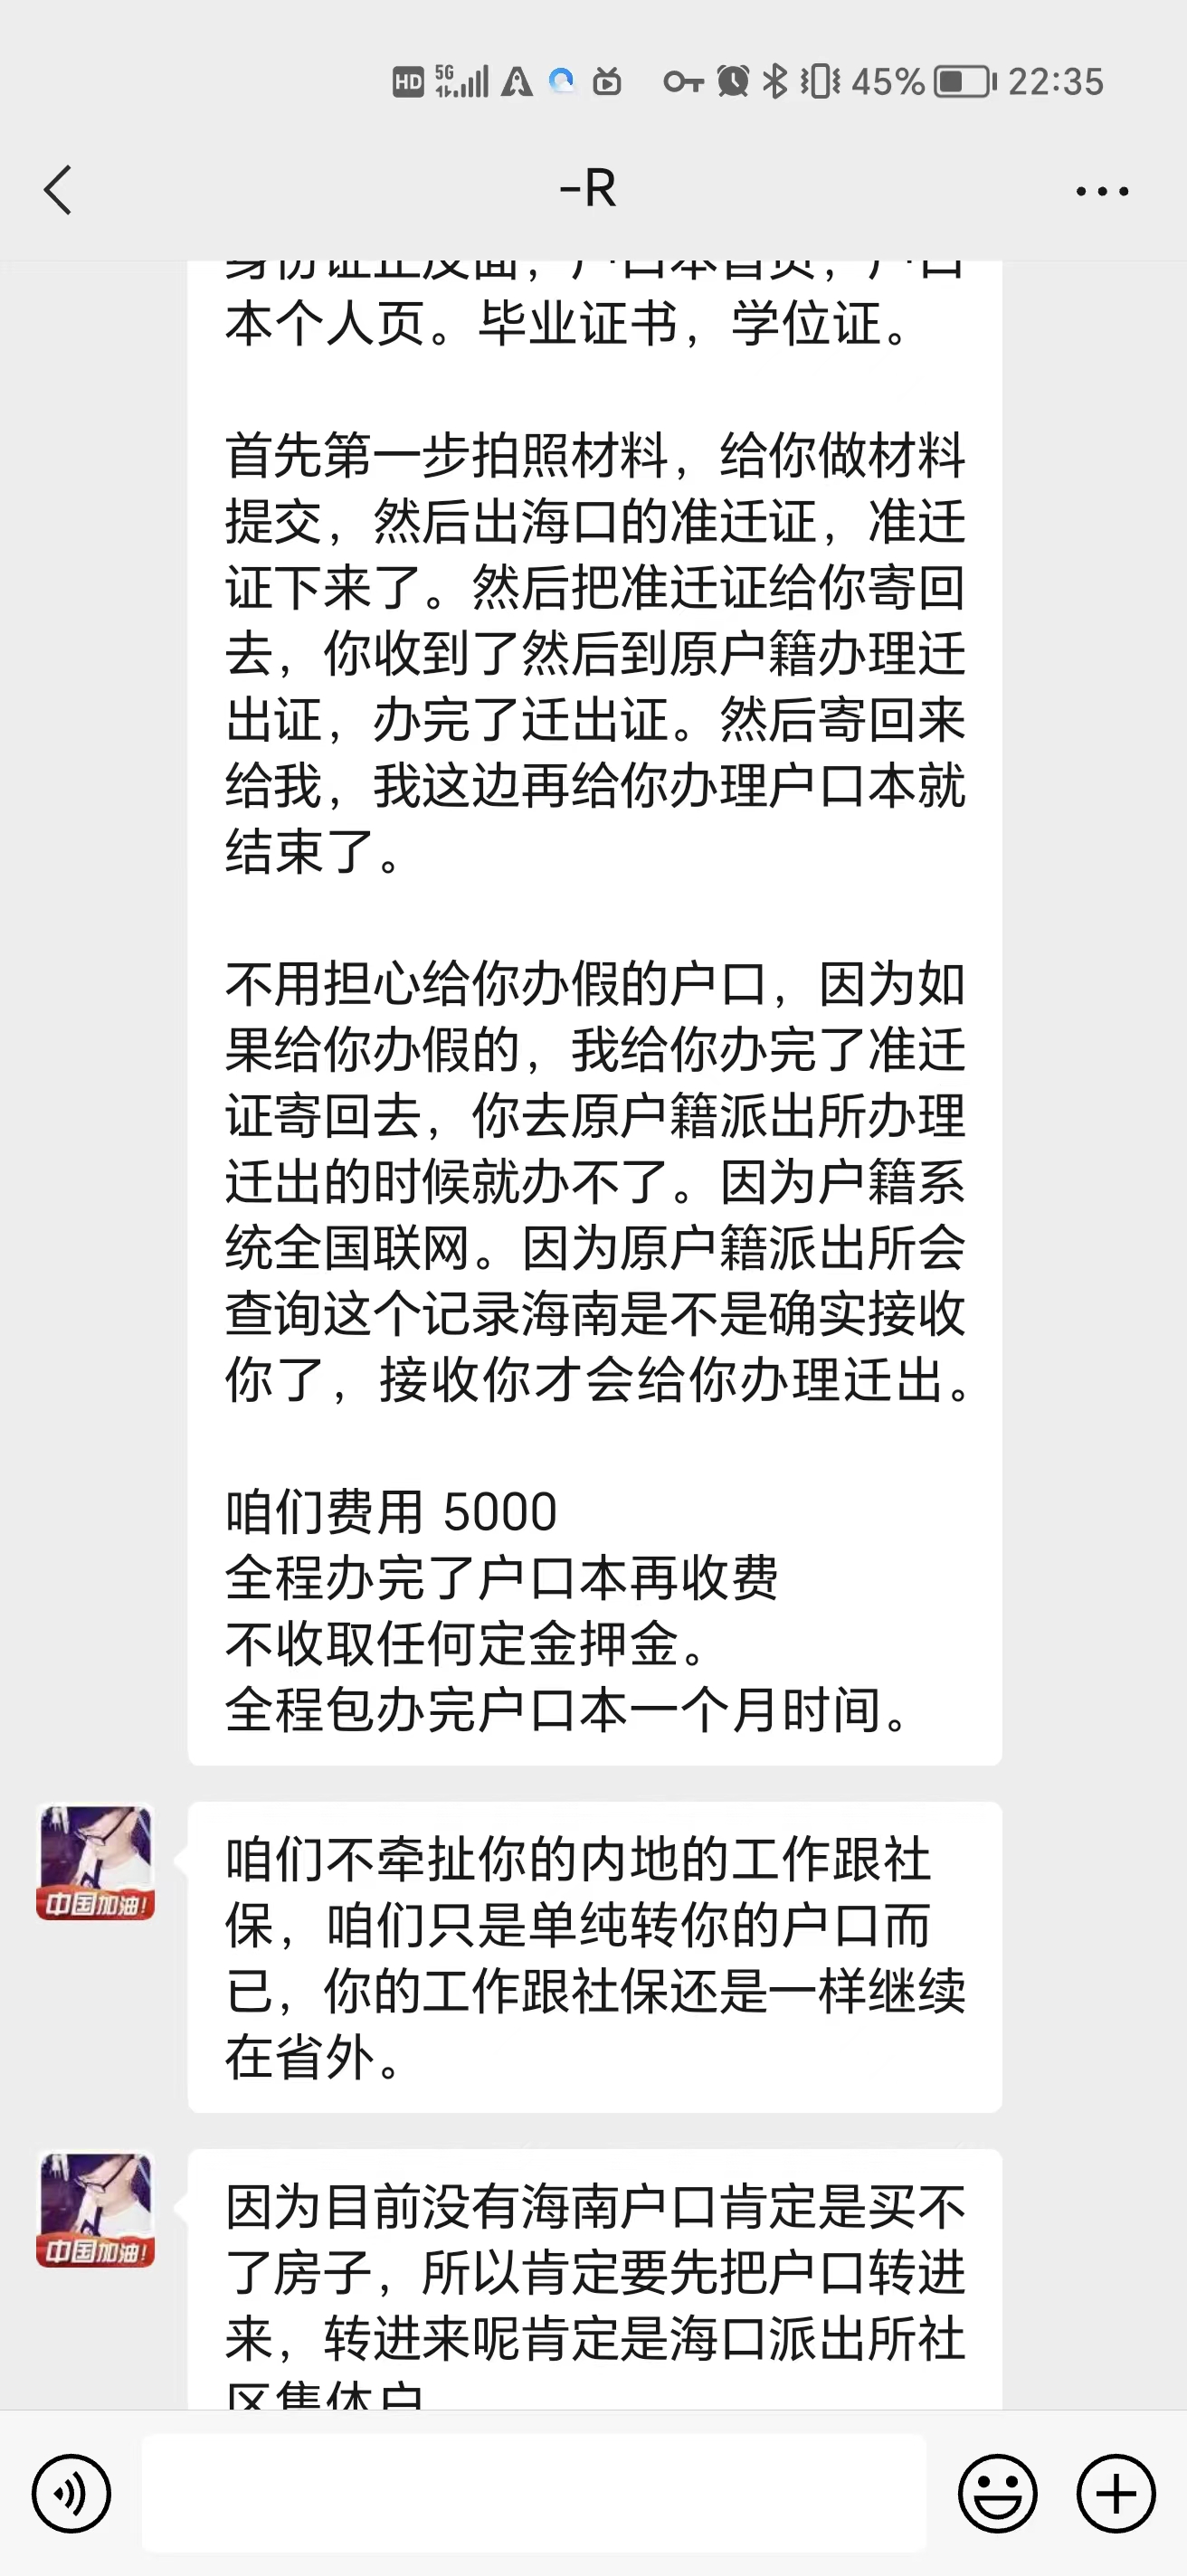 HD 5G 45% 22:35
-R
身份证正反面，户口本首页，户口
本个人页。毕业证书，学位证。
首先第一步拍照材料，给你做材料
提交，然后出海口的准迁证，准迁
证下来了。然后把准迁证给你寄回
去，你收到了然后到原户籍办理迁
出证，办完了迁出证。然后寄回来
给我，我这边再给你办理户口本就
结束了。
不用担心给你办假的户口，因为如
果给你办假的，我给你办完了准迁
证寄回去，你去原户籍派出所办理
迁出的时候就办不了。因为户籍系
统全国联网。因为原户籍派出所会
查询这个记录海南是不是确实接收
你了，接收你才会给你办理迁出。
咱们费用 5000
全程办完了户口本再收费
不收取任何定金押金。
全程包办完户口本一个月时间。
中国加油!
咱们不牵扯你的内地的工作跟社
保，咱们只是单纯转你的户口而
已，你的工作跟社保还是一样继续
在省外。
中国加油!
因为目前没有海南户口肯定是买不
了房子，所以肯定要先把户口转进
来，转进来呢肯定是海口派出所社
区集体户